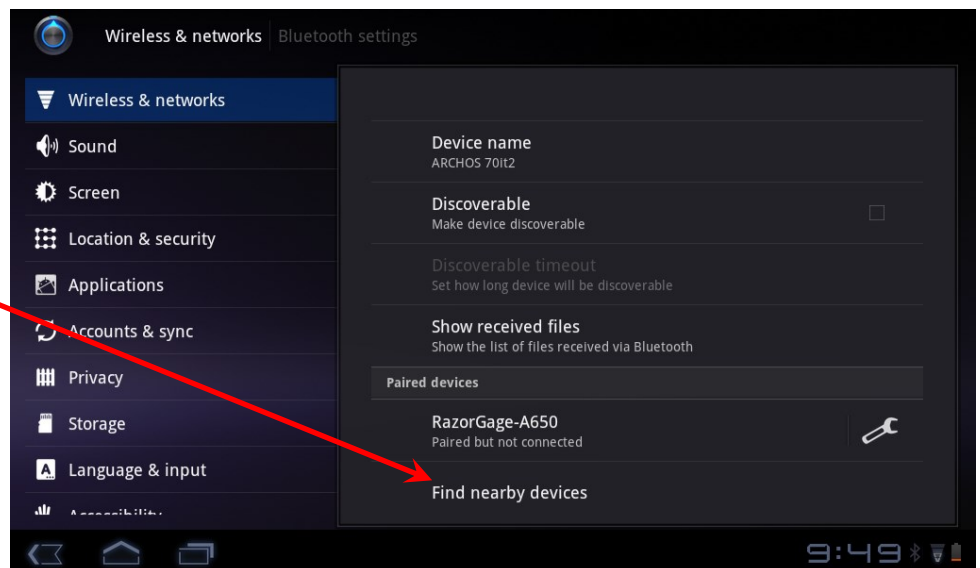 Wireless & networks Bluetooth settings
Wireless & networks
Sound
Screen
Location & security
Applications
Accounts & sync
Privacy
Storage
Language & input
Accessibility
Device name
ARCHOS 70it2
Discoverable
Make device discoverable
Discoverable timeout
Set how long device will be discoverable
Show received files
Show the list of files received via Bluetooth
Paired devices
RazorGage-A650
Paired but not connected
Find nearby devices
9:49